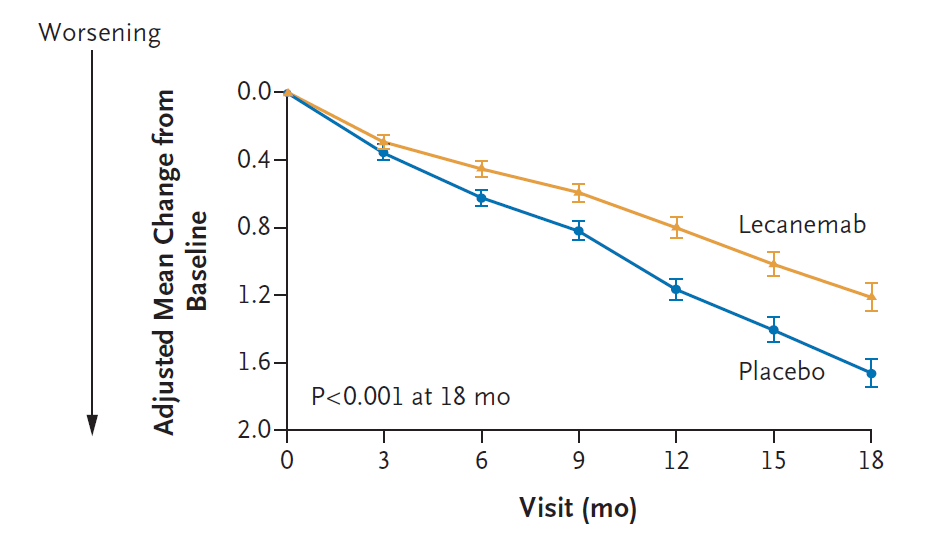 Worsening
Adjusted Mean Change from
Baseline
0.0
0.4
0.8
1.2
1.6
2.0
Lecanemab
Placebo
P<0.001 at 18 mo
0 3 6 9 12 15 18
Visit (mo)